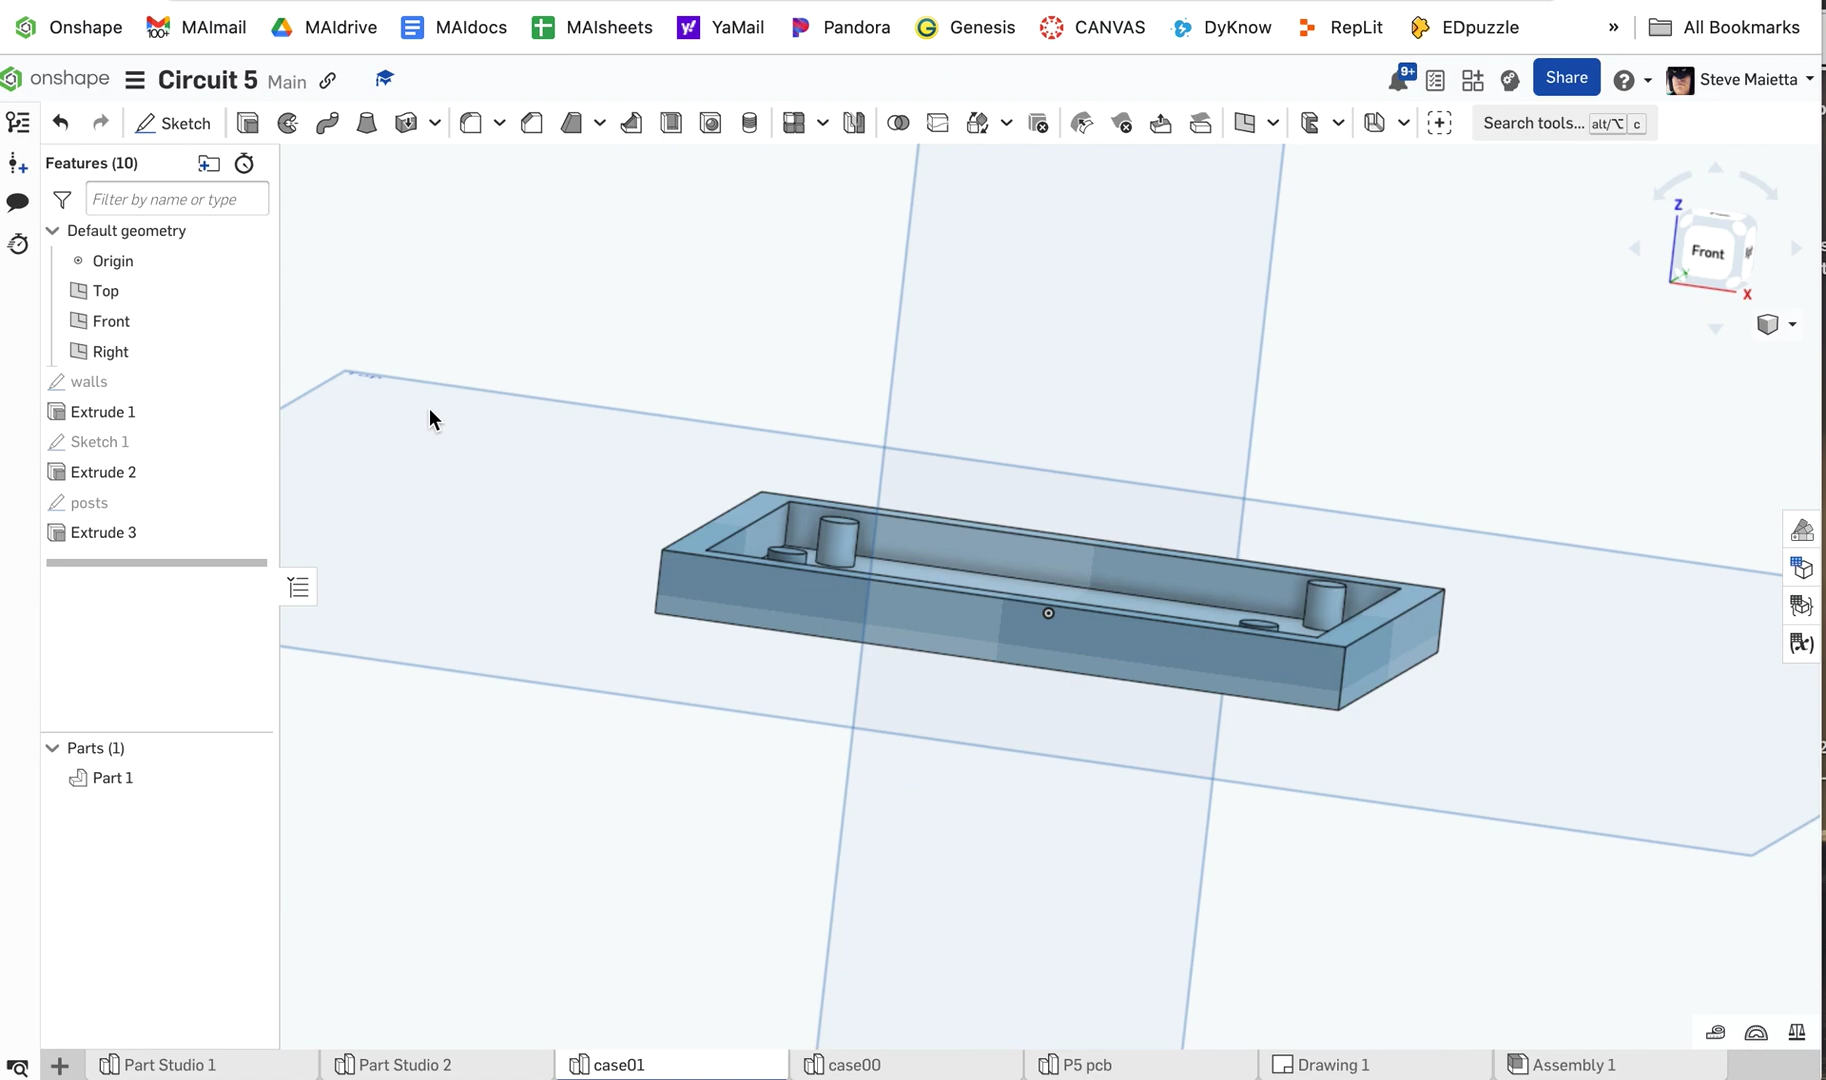 Onshape MAImail MAIdrive MAIdocs MAIsheets YaMail Pandora Genesis CANVAS DyKnow RepLit EDpuzzle » All Bookmarks
onshape Circuit 5 Main 9+ Share Steve Maietta
Sketch Search tools... alt/⌥ c
Features (10)
Filter by name or type
Default geometry
Origin
Top
Front
Right
walls
Extrude 1
Sketch 1
Extrude 2
posts
Extrude 3
Parts (1)
Part 1
Z
Front
X
Part Studio 1 Part Studio 2 case01 case00 P5 pcb Drawing 1 Assembly 1